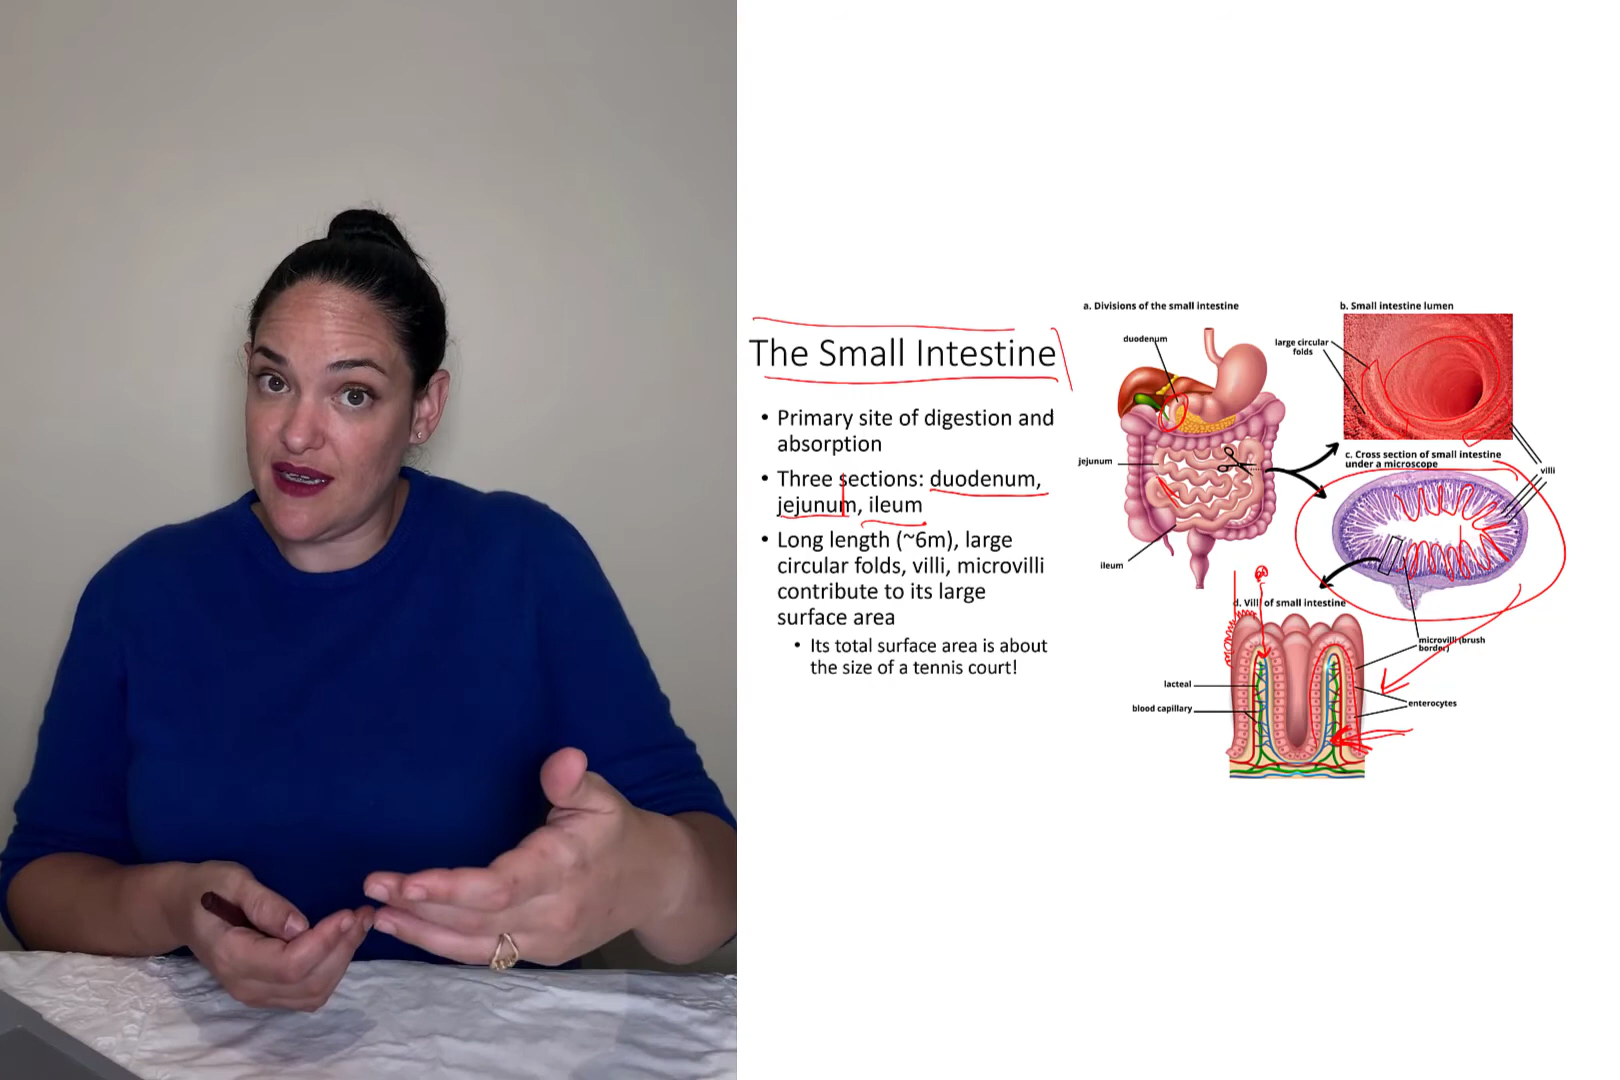 The Small Intestine
• Primary site of digestion and
absorption
• Three sections: duodenum,
jejunum, ileum
• Long length (~6m), large
circular folds, villi, microvilli
contribute to its large
surface area
• Its total surface area is about
the size of a tennis court!
a. Divisions of the small intestine
duodenum
jejunum
ileum
b. Small intestine lumen
large circular
folds
c. Cross section of small intestine
under a microscope
villi
d. Villi of small intestine
microvilli (brush
border)
lacteal
blood capillary
enterocytes